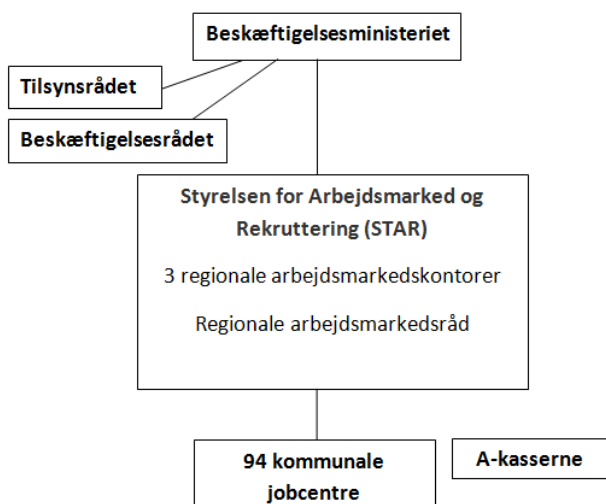 Beskæftigelsesministeriet
Tilsynsrådet
Beskæftigelsesrådet
Styrelsen for Arbejdsmarked og
Rekruttering (STAR)
3 regionale arbejdsmarkedskontorer
Regionale arbejdsmarkedsråd
94 kommunale
jobcentre
A-kasserne